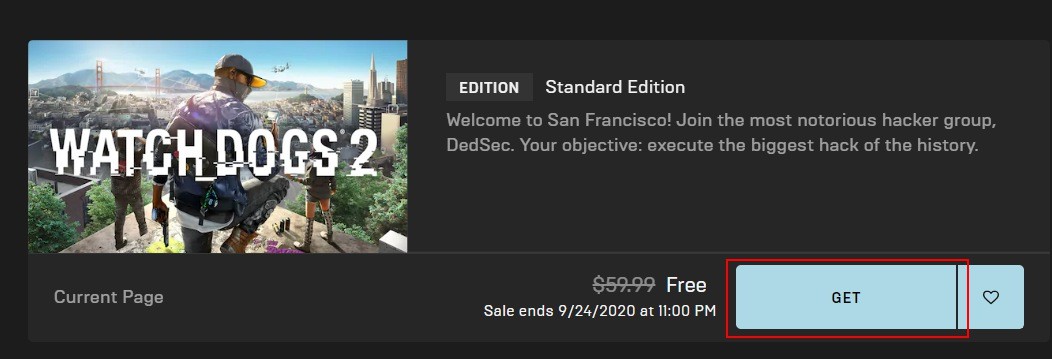 WATCH_DOGS 2
EDITION Standard Edition
Welcome to San Francisco! Join the most notorious hacker group,
DedSec. Your objective: execute the biggest hack of the history.
Current Page
$59.99 Free
Sale ends 9/24/2020 at 11:00 PM
GET